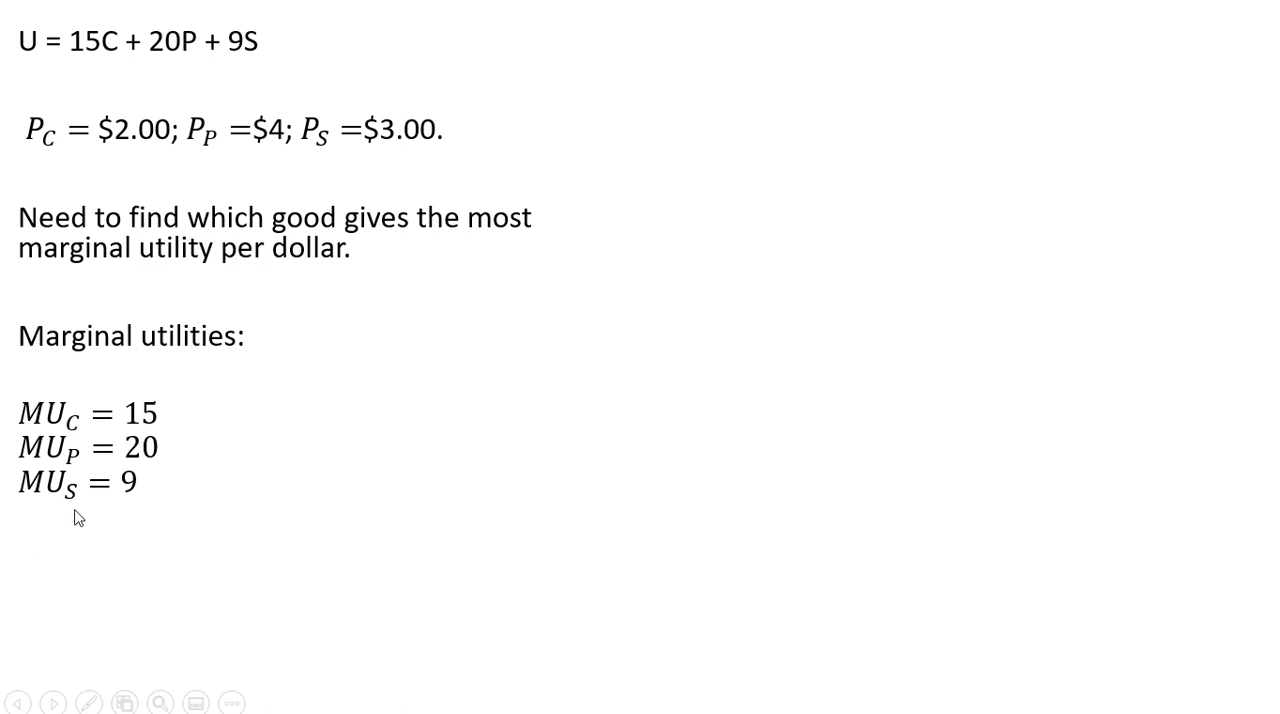 U = 15C + 20P + 9S
P_C = $2.00; P_P =$4; P_S =$3.00.
Need to find which good gives the most
marginal utility per dollar.
Marginal utilities:
MU_C = 15
MU_P = 20
MU_S = 9